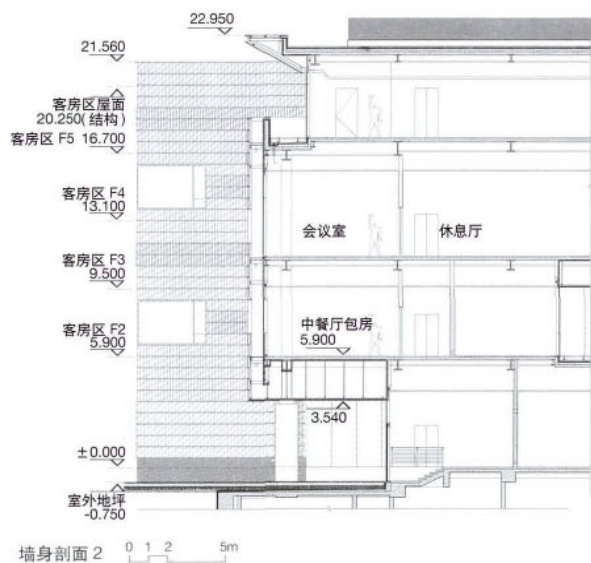 22.950
21.560
客房区屋面
20.250(结构)
客房区 F5 16.700
客房区 F4
13.100
会议室
休息厅
客房区 F3
9.500
中餐厅包房
5.900
客房区 F2
5.900
3.540
±0.000
室外地坪
-0.750
墙身剖面 2
0 1 2 5m